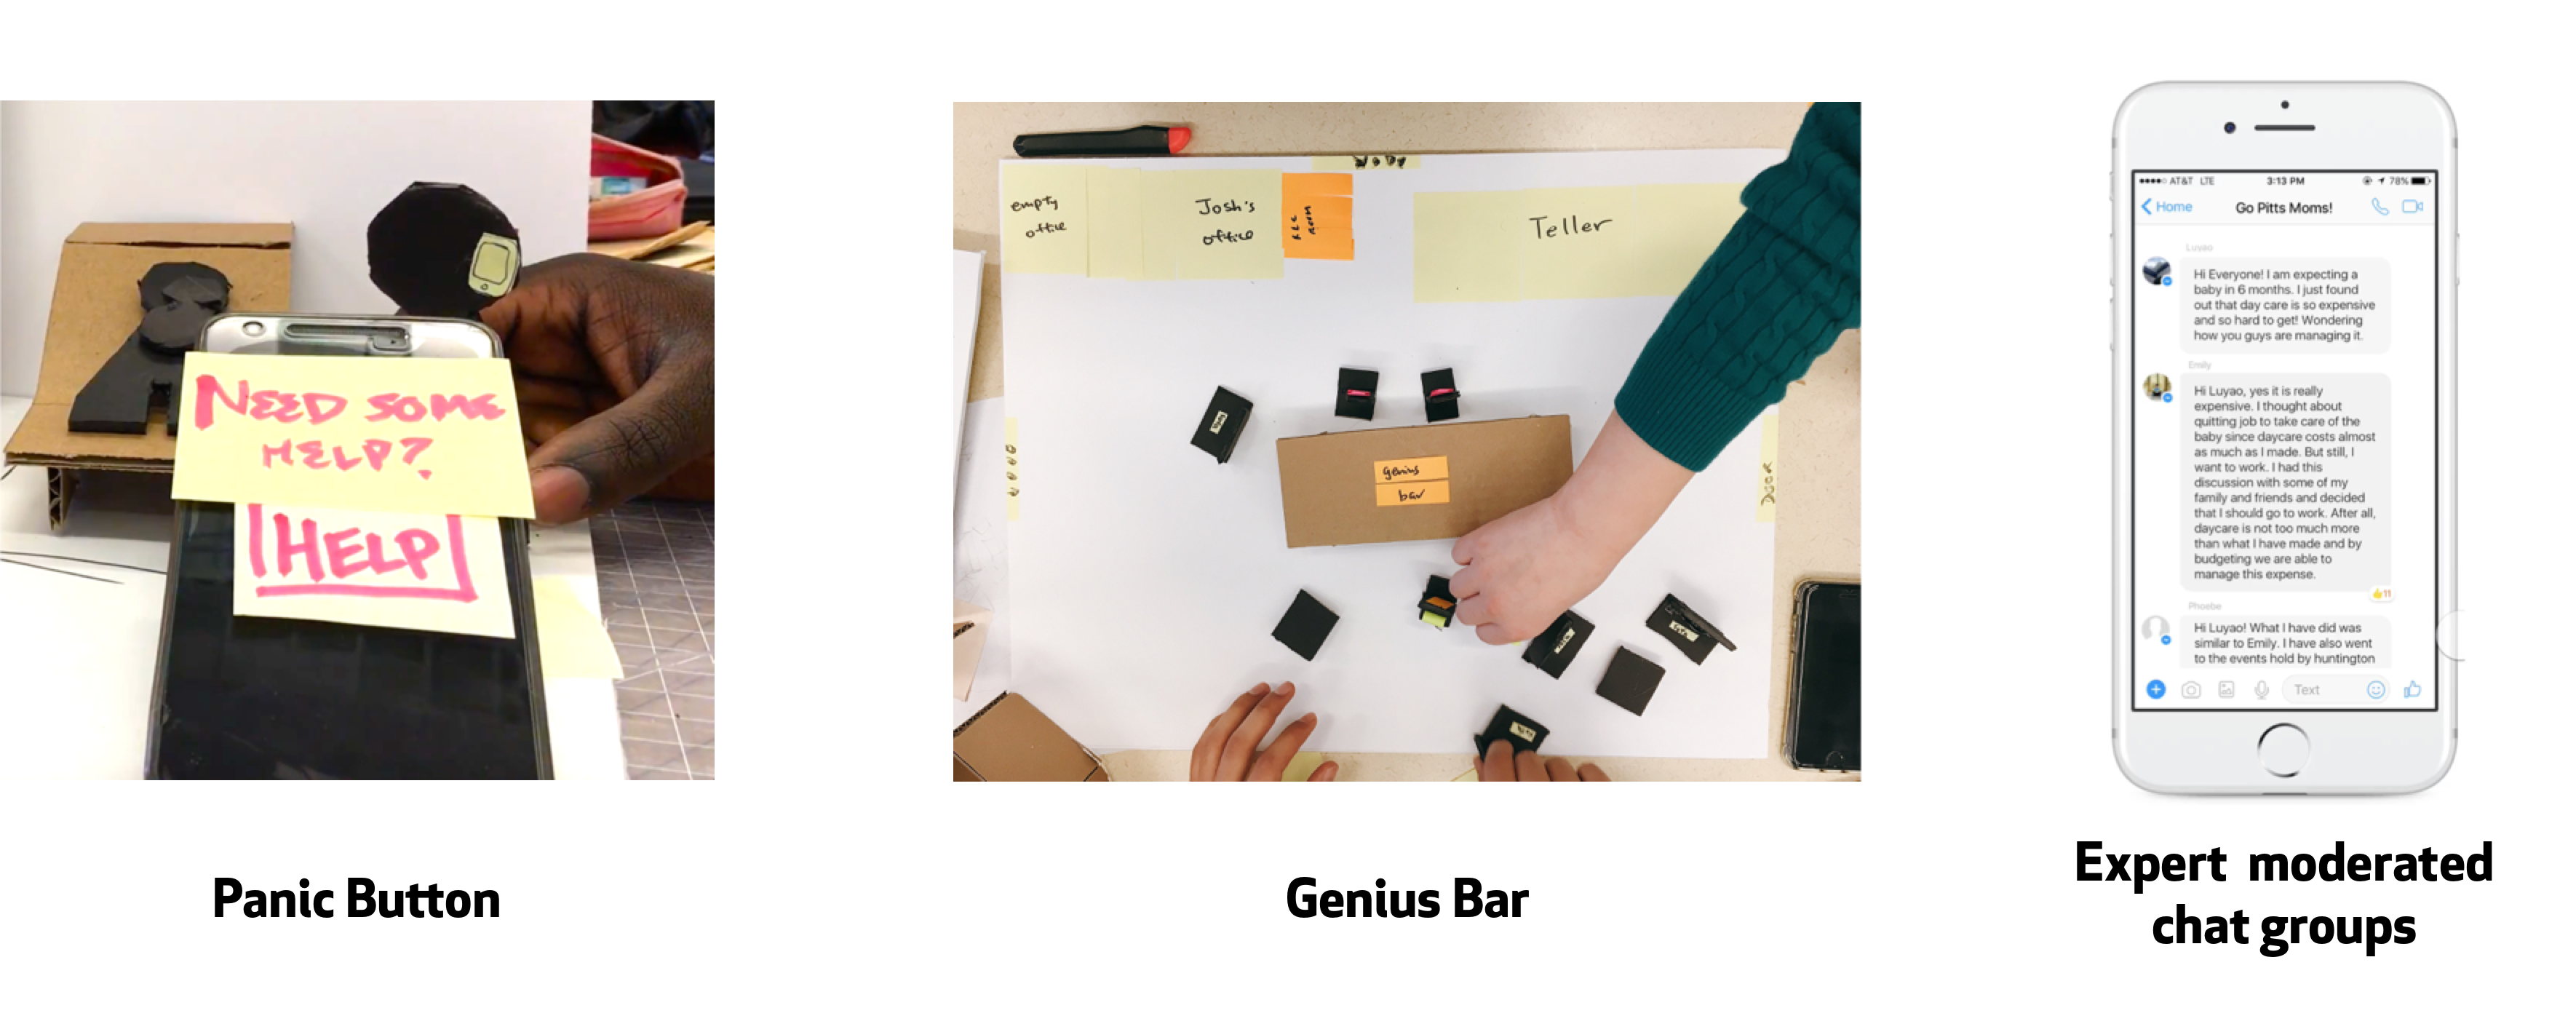 NEED SOME
HELP?
HELP
Panic Button
empty
office
Josh's
office
ROOM
Teller
DOOR
genius
bar
Genius Bar
AT&T LTE
3:13 PM
78%
Home
Go Pitts Moms!
Luyao
Hi Everyone! I am expecting a
baby in 6 months. I just found
out that day care is so expensive
and so hard to get! Wondering
how you guys are managing it.
Emily
Hi Luyao, yes it is really
expensive. I thought about
quitting job to take care of the
baby since daycare costs almost
as much as I made. But still, I
want to work. I had this
discussion with some of my
family and friends and decided
that I should go to work. After all,
daycare is not too much more
than what I have made and by
budgeting we are able to
manage this expense.
11
Phoebe
Hi Luyao! What I have did was
similar to Emily. I have also went
to the events hold by huntington
Text
Expert moderated
chat groups